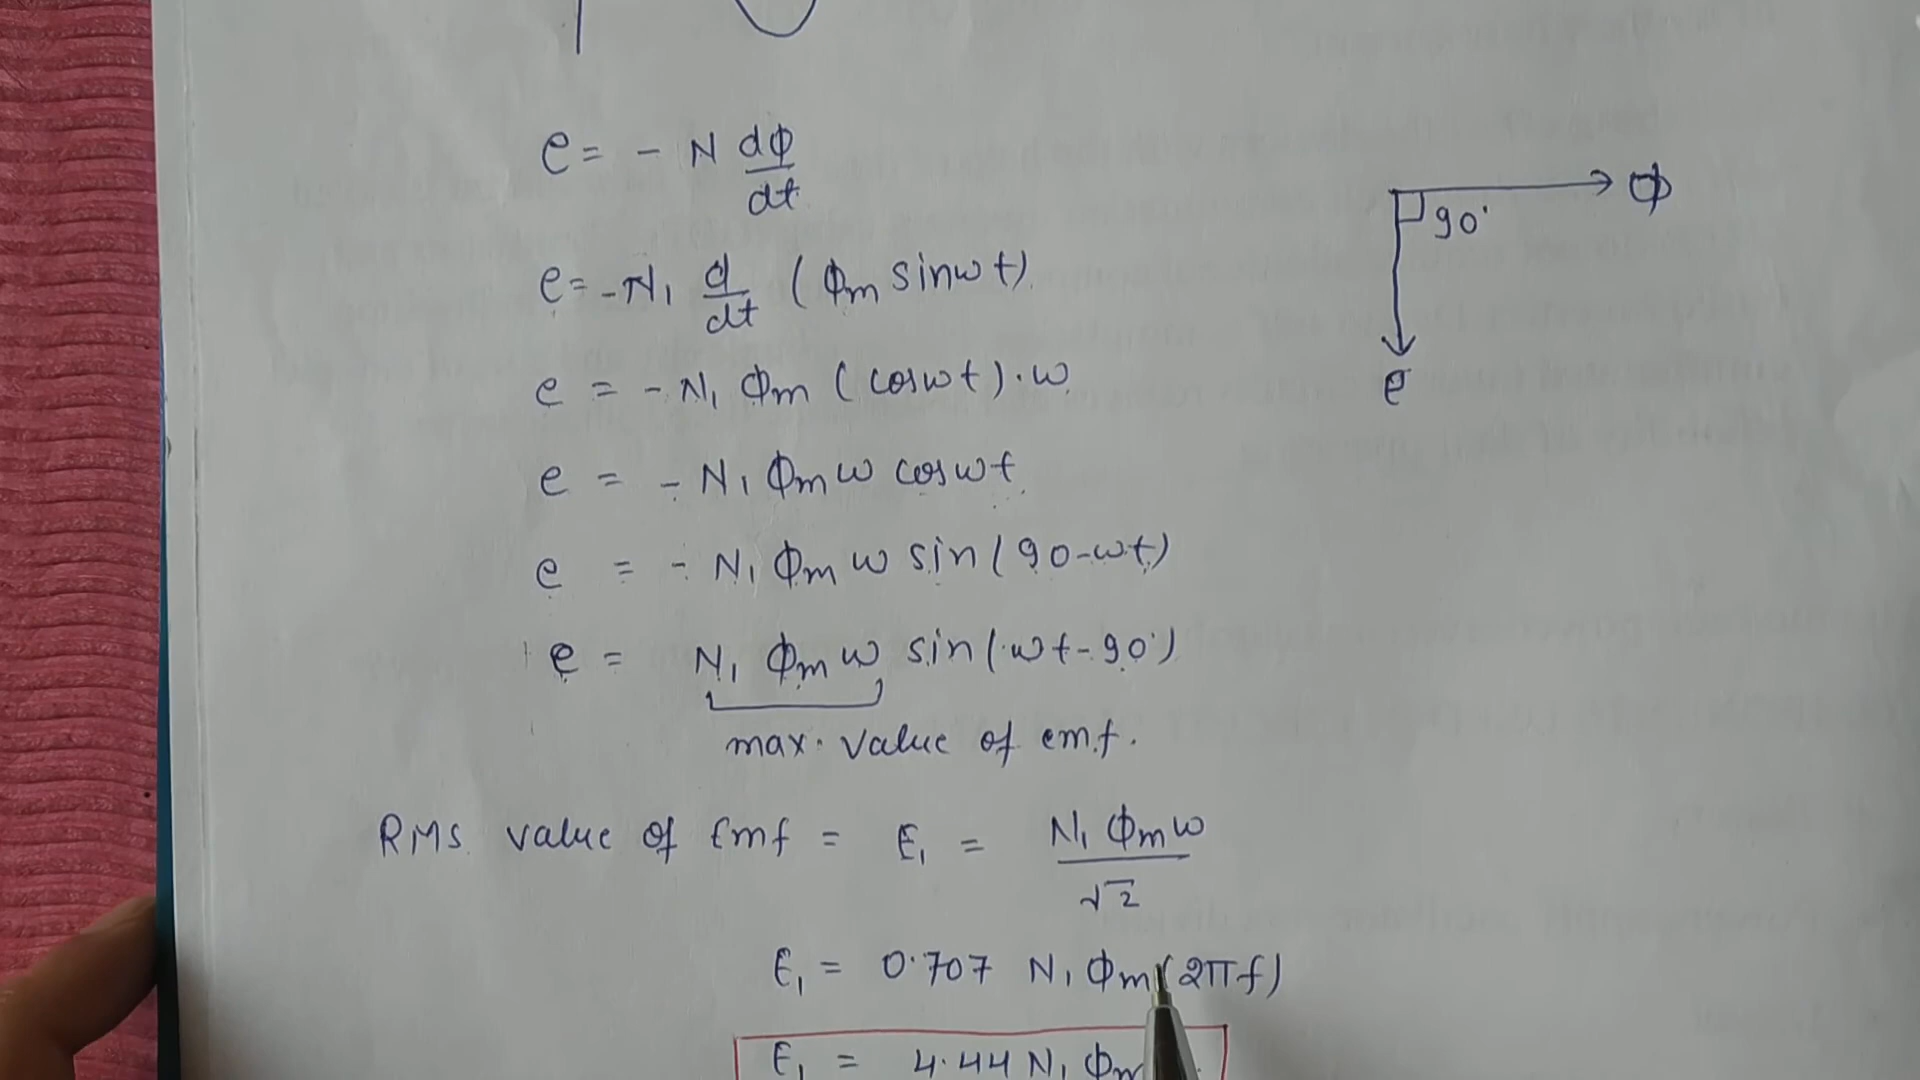 e = - N dφ/dt
φ
90°
e = - N₁ d/dt (φm sinωt)
e
e = - N₁ φm (cosωt)·ω
e = - N₁ φm ω cosωt
e = - N₁ φm ω sin(90-ωt)
e = N₁ φm ω sin(ωt-90°)
max. value of emf.
RMS value of Emf = E₁ = N₁ φm ω / √2
E₁ = 0.707 N₁ φm (2πf)
E₁ = 4.44 N₁ φm